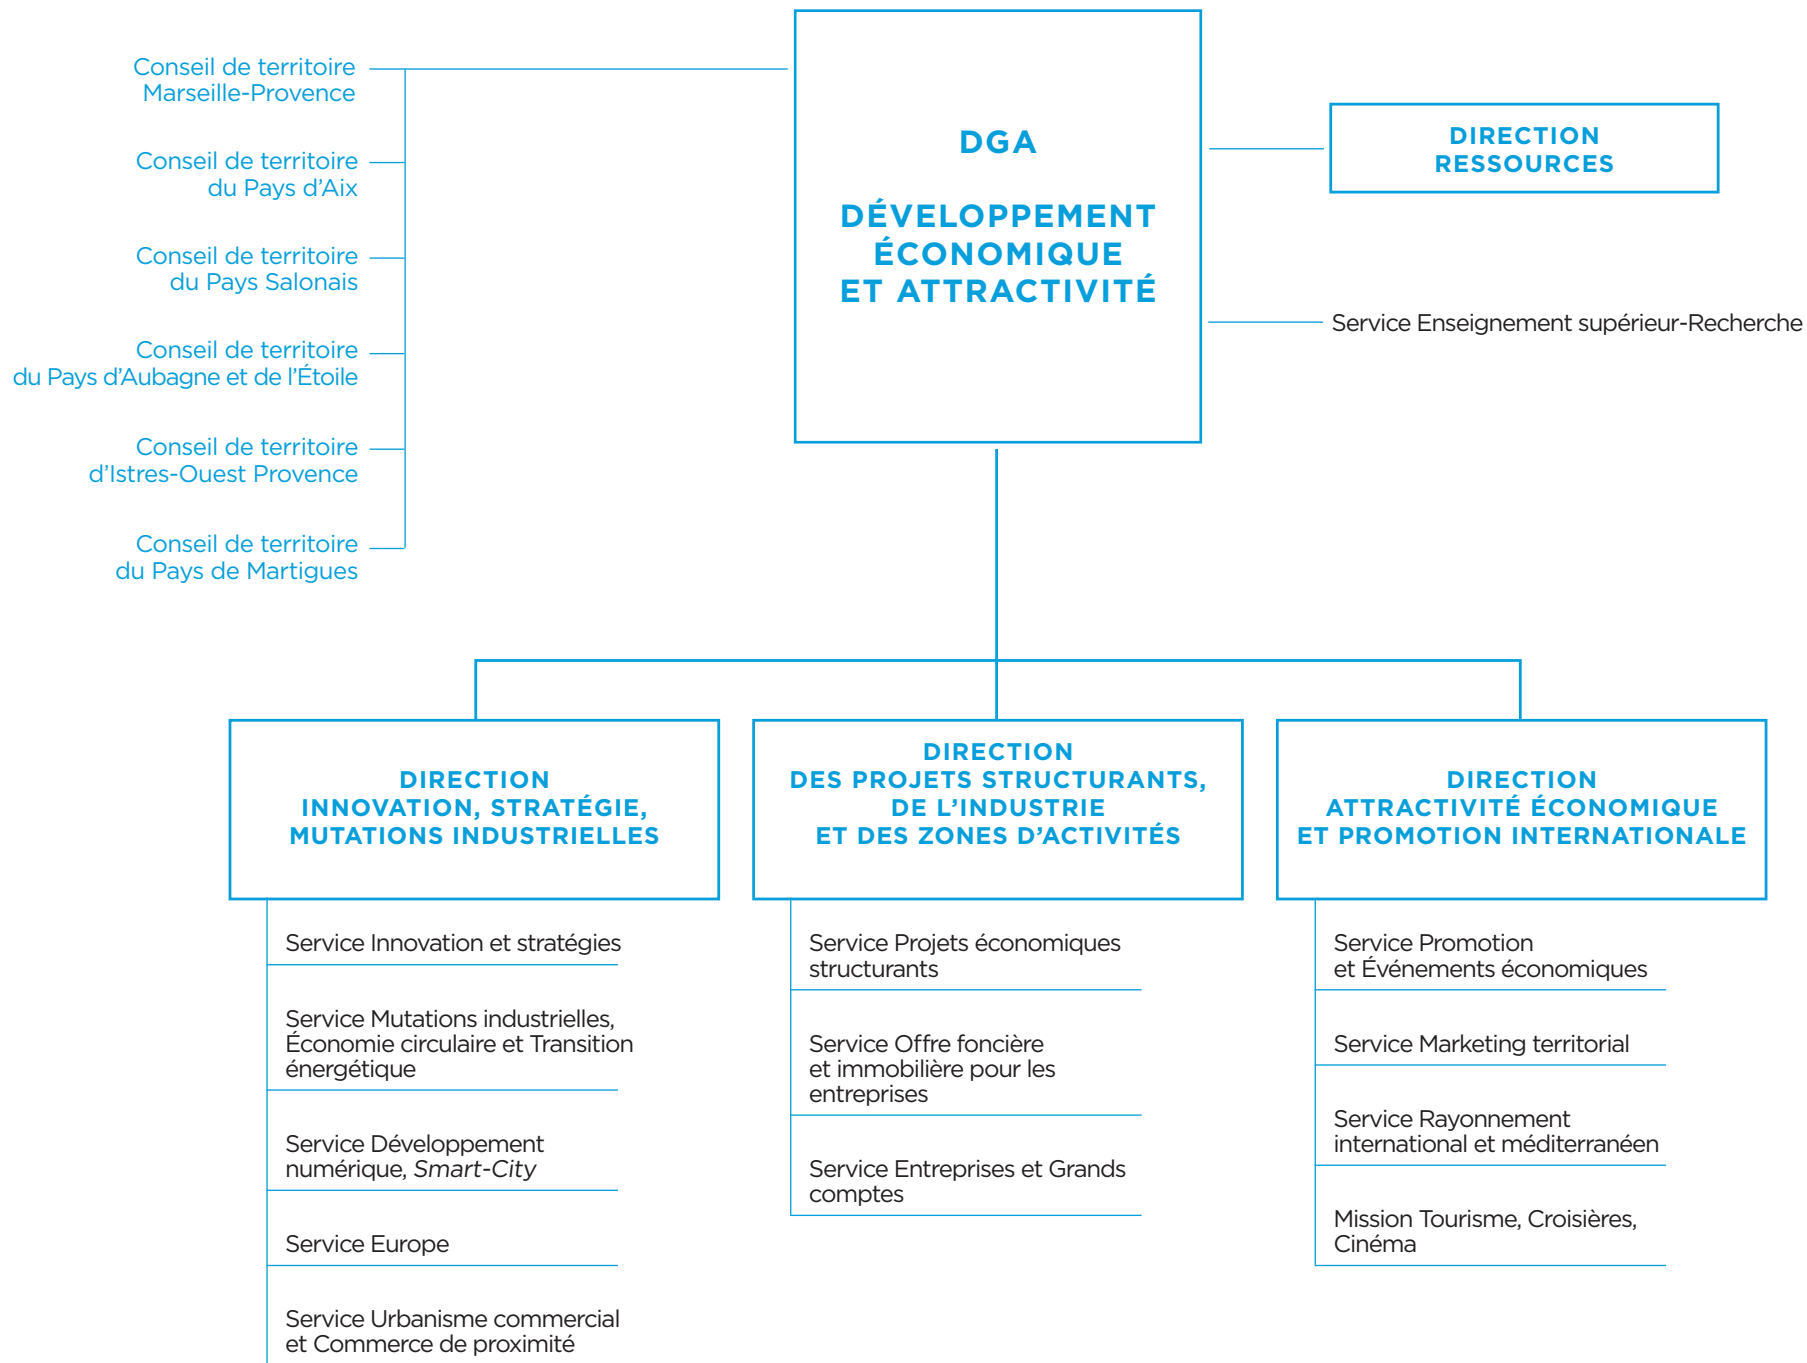 Conseil de territoire
Marseille-Provence
Conseil de territoire
du Pays d'Aix
Conseil de territoire
du Pays Salonais
Conseil de territoire
du Pays d'Aubagne et de l'Étoile
Conseil de territoire
d'Istres-Ouest Provence
Conseil de territoire
du Pays de Martigues
DGA
DÉVELOPPEMENT
ÉCONOMIQUE
ET ATTRACTIVITÉ
DIRECTION
RESSOURCES
Service Enseignement supérieur-Recherche
DIRECTION
INNOVATION, STRATÉGIE,
MUTATIONS INDUSTRIELLES
Service Innovation et stratégies
Service Mutations industrielles,
Économie circulaire et Transition
énergétique
Service Développement
numérique, Smart-City
Service Europe
Service Urbanisme commercial
et Commerce de proximité
DIRECTION
DES PROJETS STRUCTURANTS,
DE L'INDUSTRIE
ET DES ZONES D'ACTIVITÉS
Service Projets économiques
structurants
Service Offre foncière
et immobilière pour les
entreprises
Service Entreprises et Grands
comptes
DIRECTION
ATTRACTIVITÉ ÉCONOMIQUE
ET PROMOTION INTERNATIONALE
Service Promotion
et Événements économiques
Service Marketing territorial
Service Rayonnement
international et méditerranéen
Mission Tourisme, Croisières,
Cinéma